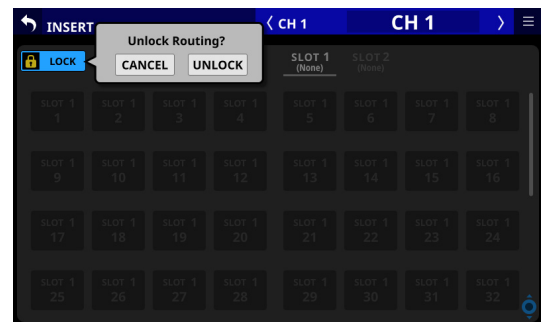 INSERT
CH 1
CH 1
Unlock Routing?
LOCK
CANCEL
UNLOCK
SLOT 1
(None)
SLOT 2
(None)
SLOT 1
1
SLOT 1
2
SLOT 1
3
SLOT 1
4
SLOT 1
5
SLOT 1
6
SLOT 1
7
SLOT 1
8
SLOT 1
9
SLOT 1
10
SLOT 1
11
SLOT 1
12
SLOT 1
13
SLOT 1
14
SLOT 1
15
SLOT 1
16
SLOT 1
17
SLOT 1
18
SLOT 1
19
SLOT 1
20
SLOT 1
21
SLOT 1
22
SLOT 1
23
SLOT 1
24
SLOT 1
25
SLOT 1
26
SLOT 1
27
SLOT 1
28
SLOT 1
29
SLOT 1
30
SLOT 1
31
SLOT 1
32